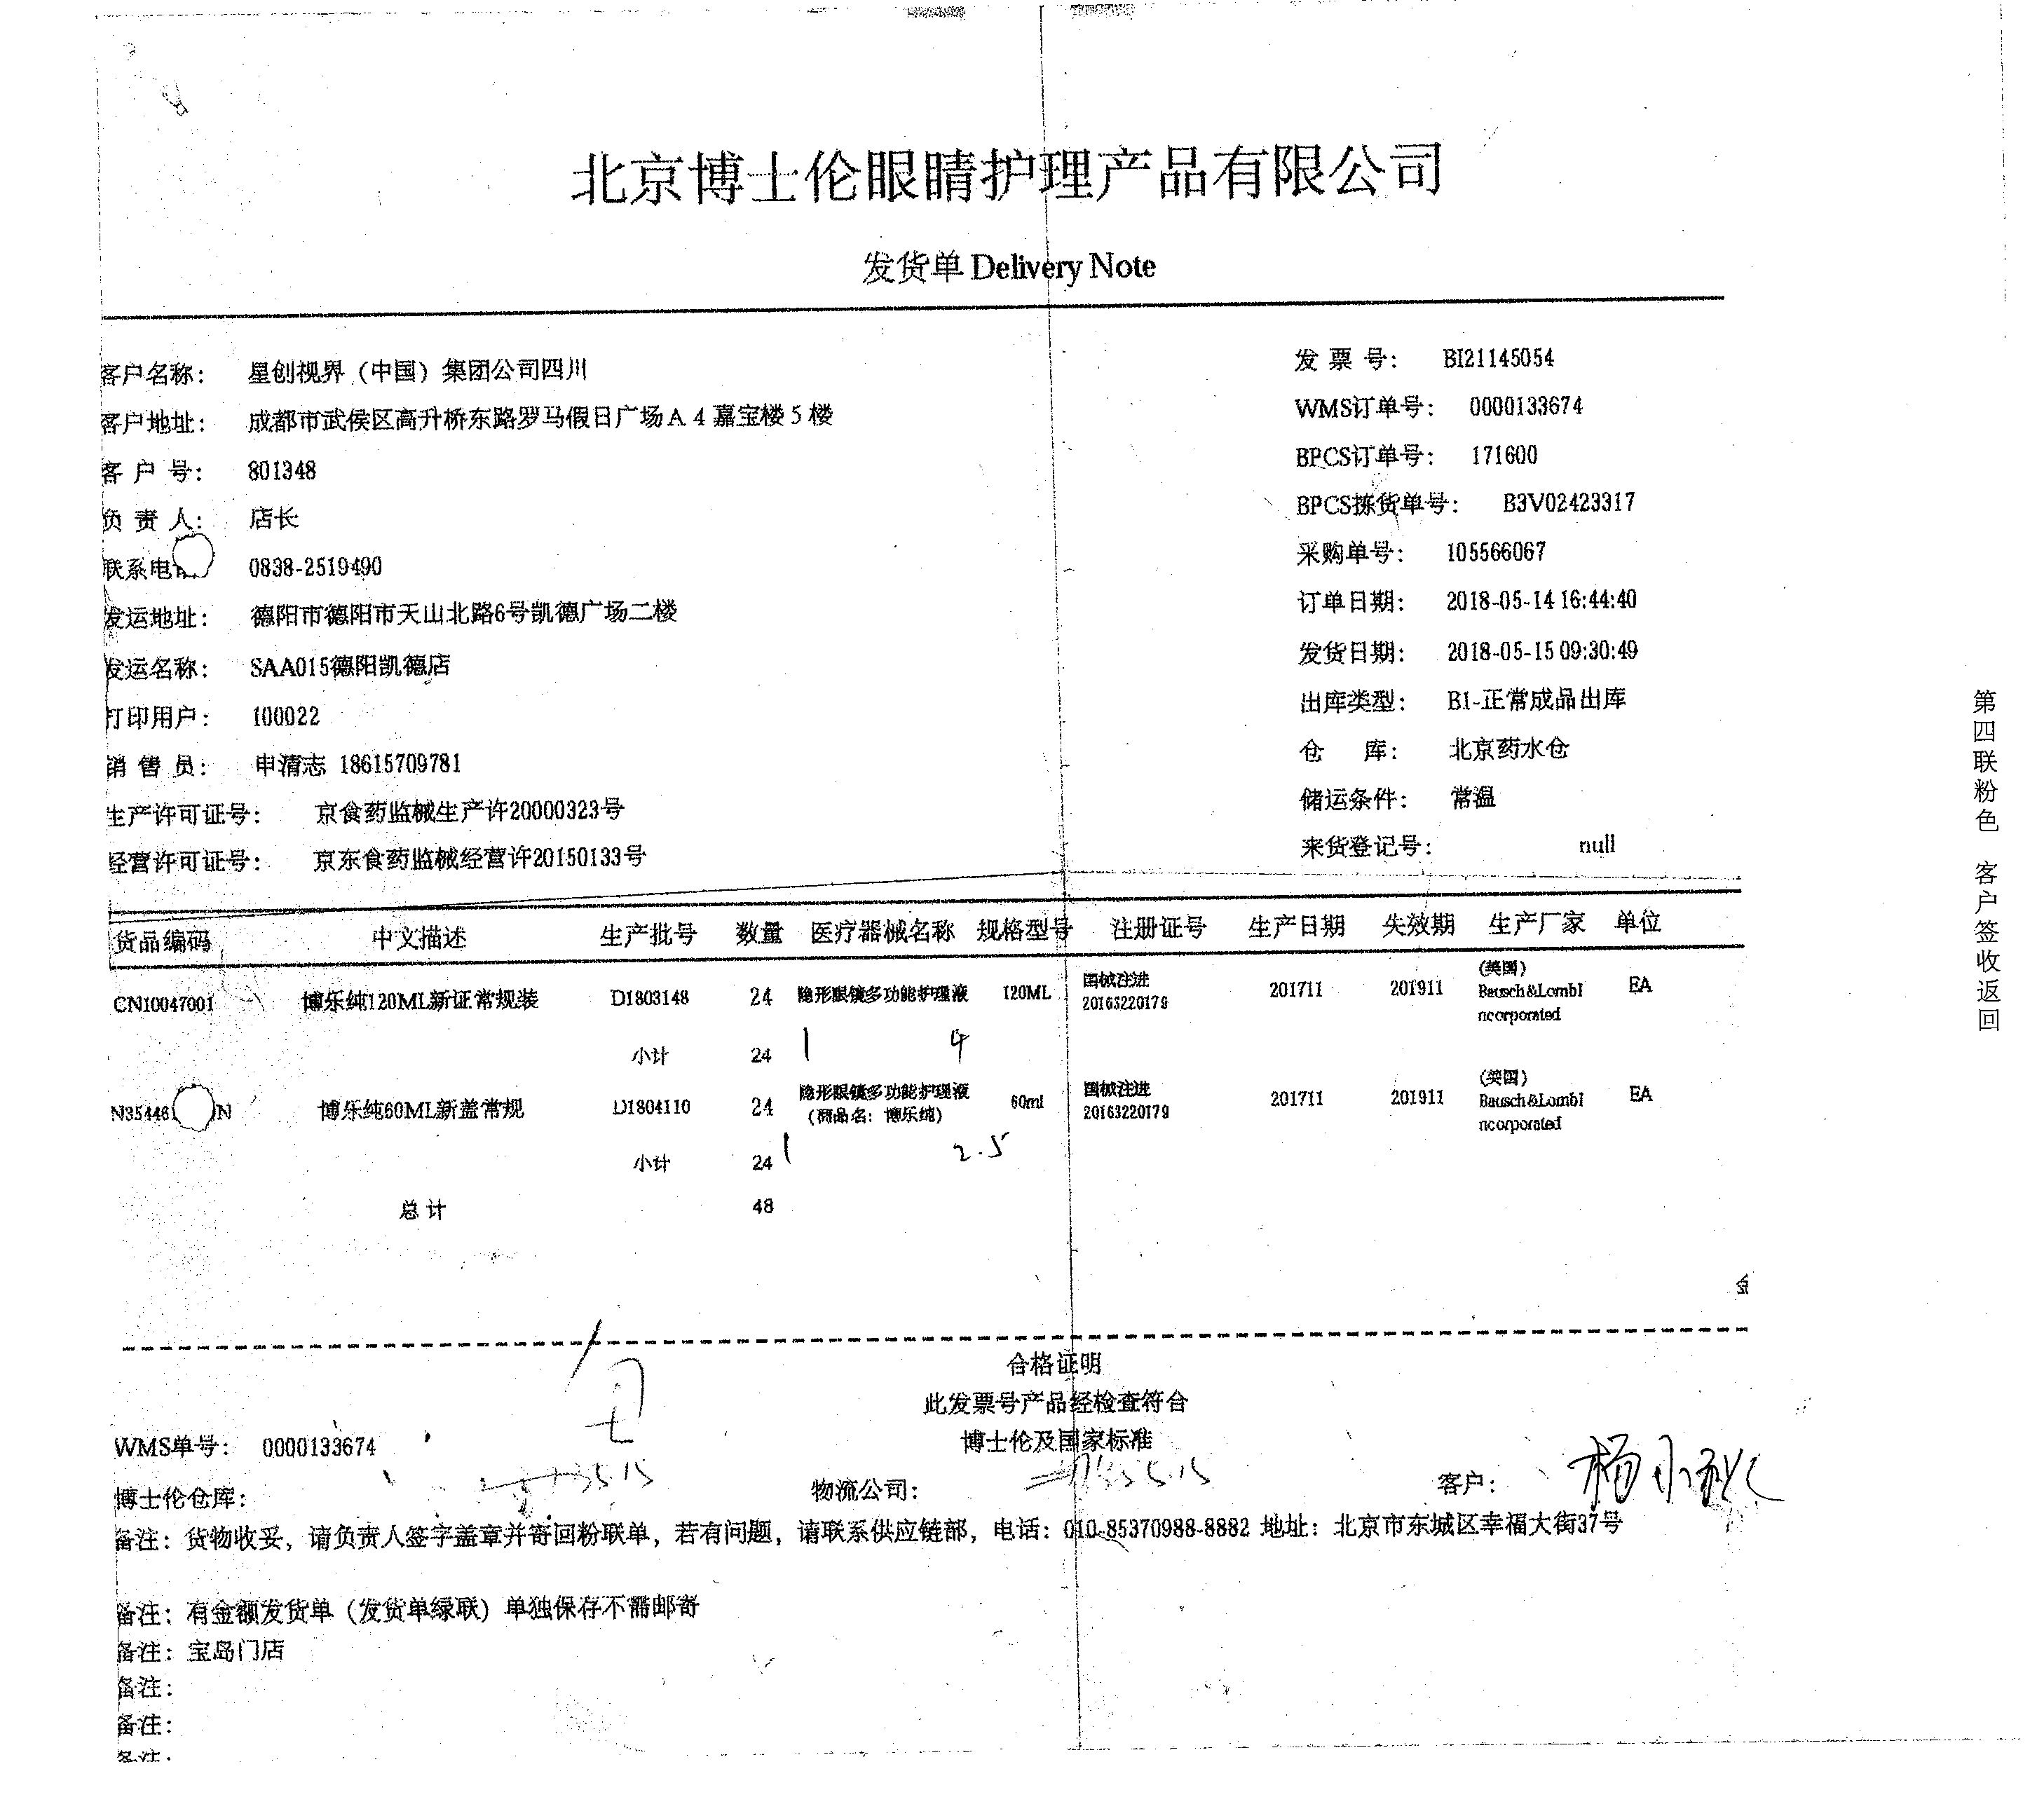 北京博士伦眼睛护理产品有限公司
发货单 Delivery Note
客户名称： 星创视界（中国）集团公司四川 发 票 号： BI21145054
客户地址： 成都市武侯区高升桥东路罗马假日广场A 4 嘉宝楼 5 楼 WMS订单号： 0000133674
客 户 号： 801348 BPCS订单号： 171600
负 责 人： 店长 BPCS拣货单号： B3V02423317
联系电 0838-2519490 采购单号： 105566067
发运地址： 德阳市德阳市天山北路6号凯德广场二楼 订单日期： 2018-05-14 16:44:40
发运名称： SAA015德阳凯德店 发货日期： 2018-05-15 09:30:49
打印用户： 100022 出库类型： B1-正常成品出库
销 售 员： 申清志 18615709781 仓 库： 北京药水仓
生产许可证号： 京食药监械生产许20000323号 储运条件： 常温
经营许可证号： 京东食药监械经营许20150133号 来货登记号： null
货品编码 中文描述 生产批号 数量 医疗器械名称 规格型号 注册证号 生产日期 失效期 生产厂家 单位
CN10047001 博乐纯120ML新证常规装 D1803148 24 隐形眼镜多功能护理液 120ML 国械注进 20163220179 201711 201911 (美国) Bausch&LombI ncorporated EA
小计 24 1 4
N35446 N 博乐纯60ML新盖常规 D1804110 24 隐形眼镜多功能护理液 (商品名：博乐纯) 60ml 国械注进 20163220179 201711 201911 (美国) Bausch&LombI ncorporated EA
小计 24 1 2.5
总 计 48
合格证明
此发票号产品经检查符合
WMS单号： 0000133674 博士伦及国家标准
博士伦仓库： 5.15 物流公司： 5.15 客户： 杨小秋
备注：货物收妥，请负责人签字盖章并寄回粉联单，若有问题，请联系供应链部，电话：010-85370988-8882 地址：北京市东城区幸福大街37号
备注：有金额发货单（发货单绿联）单独保存不需邮寄
备注：宝岛门店
备注：
备注：
备注：
第四联粉色 客户签收返回